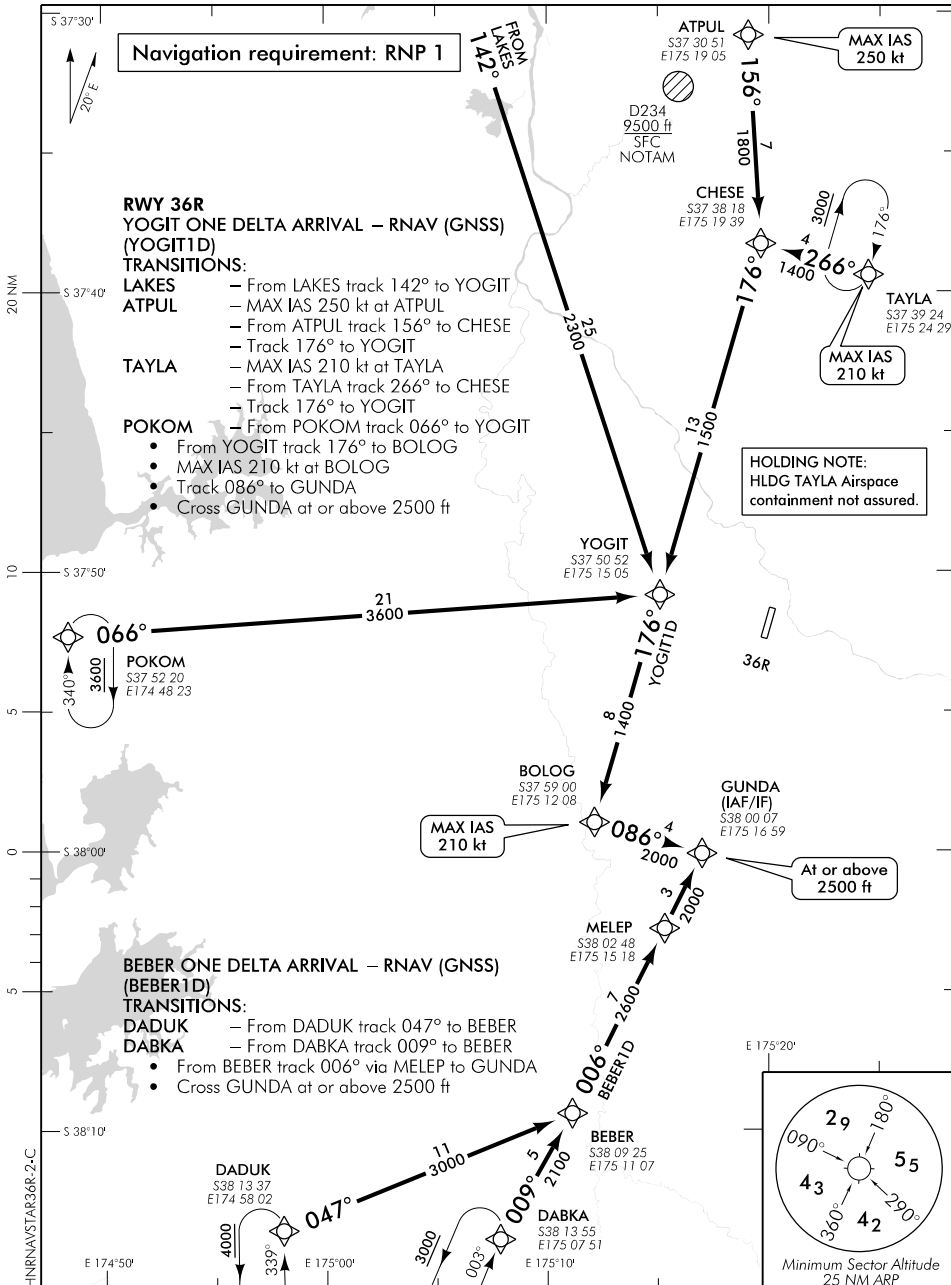 S 37°30'
Navigation requirement: RNP 1
20° E
FROM
LAKES
142°
ATPUL
S37 30 51
E175 19 05
MAX IAS
250 kt
156°
7
1800
D234
9500 ft
SFC
NOTAM
CHESE
S37 38 18
E175 19 39
3000
176°
4
1400
266°
TAYLA
S37 39 24
E175 24 29
MAX IAS
210 kt
176°
RWY 36R
YOGIT ONE DELTA ARRIVAL – RNAV (GNSS)
(YOGIT1D)
TRANSITIONS:
LAKES – From LAKES track 142° to YOGIT
ATPUL – MAX IAS 250 kt at ATPUL
– From ATPUL track 156° to CHESE
– Track 176° to YOGIT
TAYLA – MAX IAS 210 kt at TAYLA
– From TAYLA track 266° to CHESE
– Track 176° to YOGIT
POKOM – From POKOM track 066° to YOGIT
• From YOGIT track 176° to BOLOG
• MAX IAS 210 kt at BOLOG
• Track 086° to GUNDA
• Cross GUNDA at or above 2500 ft
20 NM
S 37°40'
25
2300
13
1500
HOLDING NOTE:
HLDG TAYLA Airspace
containment not assured.
YOGIT
S37 50 52
E175 15 05
10
S 37°50'
21
3600
066°
POKOM
S37 52 20
E174 48 23
340°
3600
176°
YOGIT1D
36R
8
1400
5
BOLOG
S37 59 00
E175 12 08
MAX IAS
210 kt
086°
4
2000
GUNDA
(IAF/IF)
S38 00 07
E175 16 59
At or above
2500 ft
0
S 38°00'
3
2000
MELEP
S38 02 48
E175 15 18
BEBER ONE DELTA ARRIVAL – RNAV (GNSS)
(BEBER1D)
TRANSITIONS:
DADUK – From DADUK track 047° to BEBER
DABKA – From DABKA track 009° to BEBER
• From BEBER track 006° via MELEP to GUNDA
• Cross GUNDA at or above 2500 ft
5
7
2600
006°
BEBER1D
E 175°20'
S 38°10'
BEBER
S38 09 25
E175 11 07
11
3000
5
2100
DADUK
S38 13 37
E174 58 02
047°
009°
DABKA
S38 13 55
E175 07 51
4000
339°
3000
003°
E 174°50'
E 175°00'
E 175°10'
29
180°
090°
55
43
290°
360°
42
Minimum Sector Altitude
25 NM ARP
HNRNAVSTAR36R-2-C